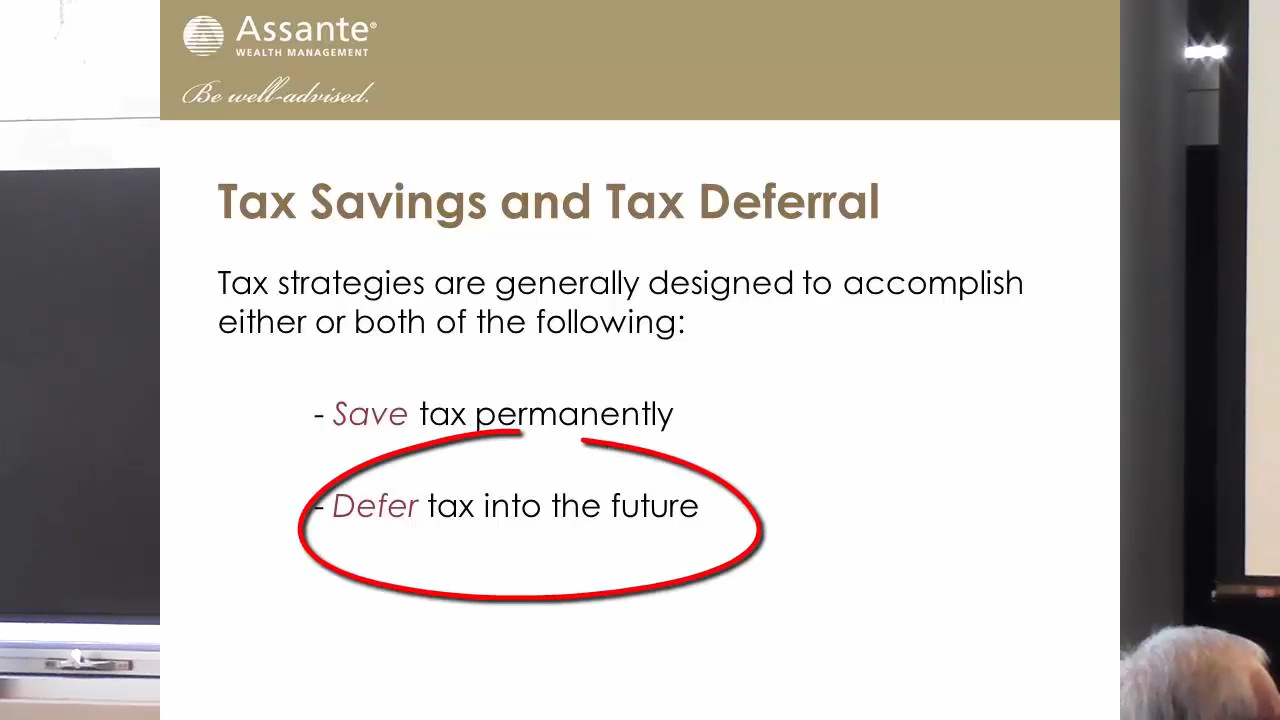 Assante®
WEALTH MANAGEMENT
Be well-advised.
Tax Savings and Tax Deferral
Tax strategies are generally designed to accomplish
either or both of the following:
- Save tax permanently
- Defer tax into the future